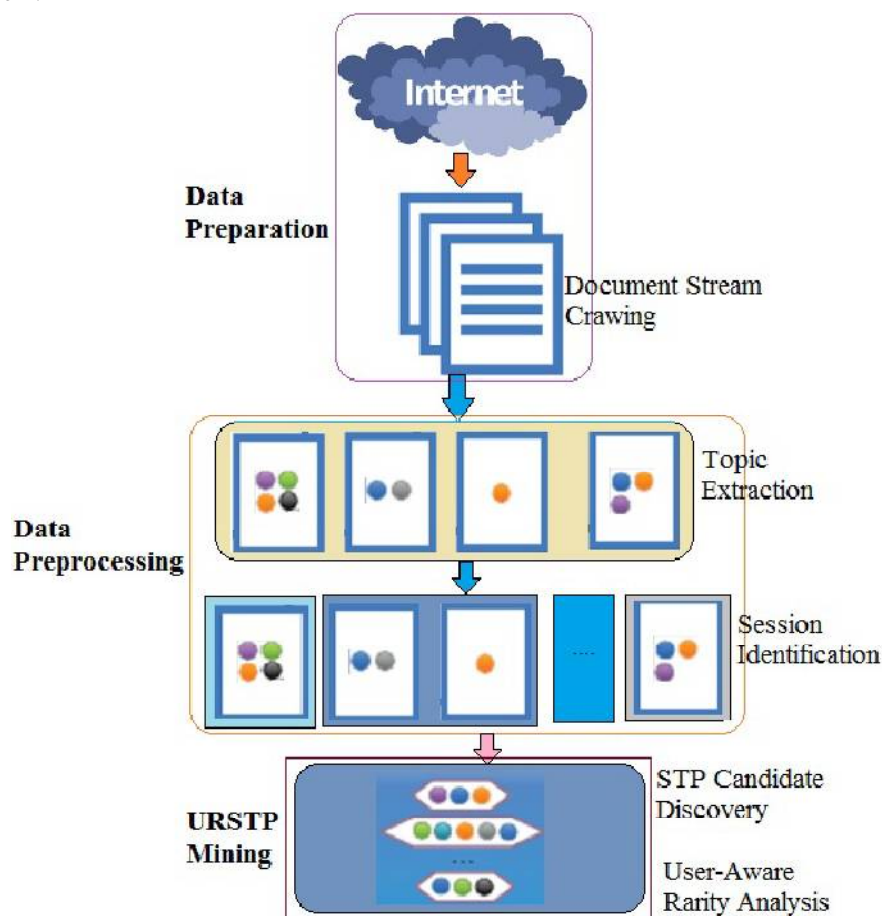 Internet
Data
Preparation
Document Stream
Crawing
Topic
Extraction
Data
Preprocessing
Session
Identification
....
STP Candidate
Discovery
URSTP
Mining
...
User-Aware
Rarity Analysis